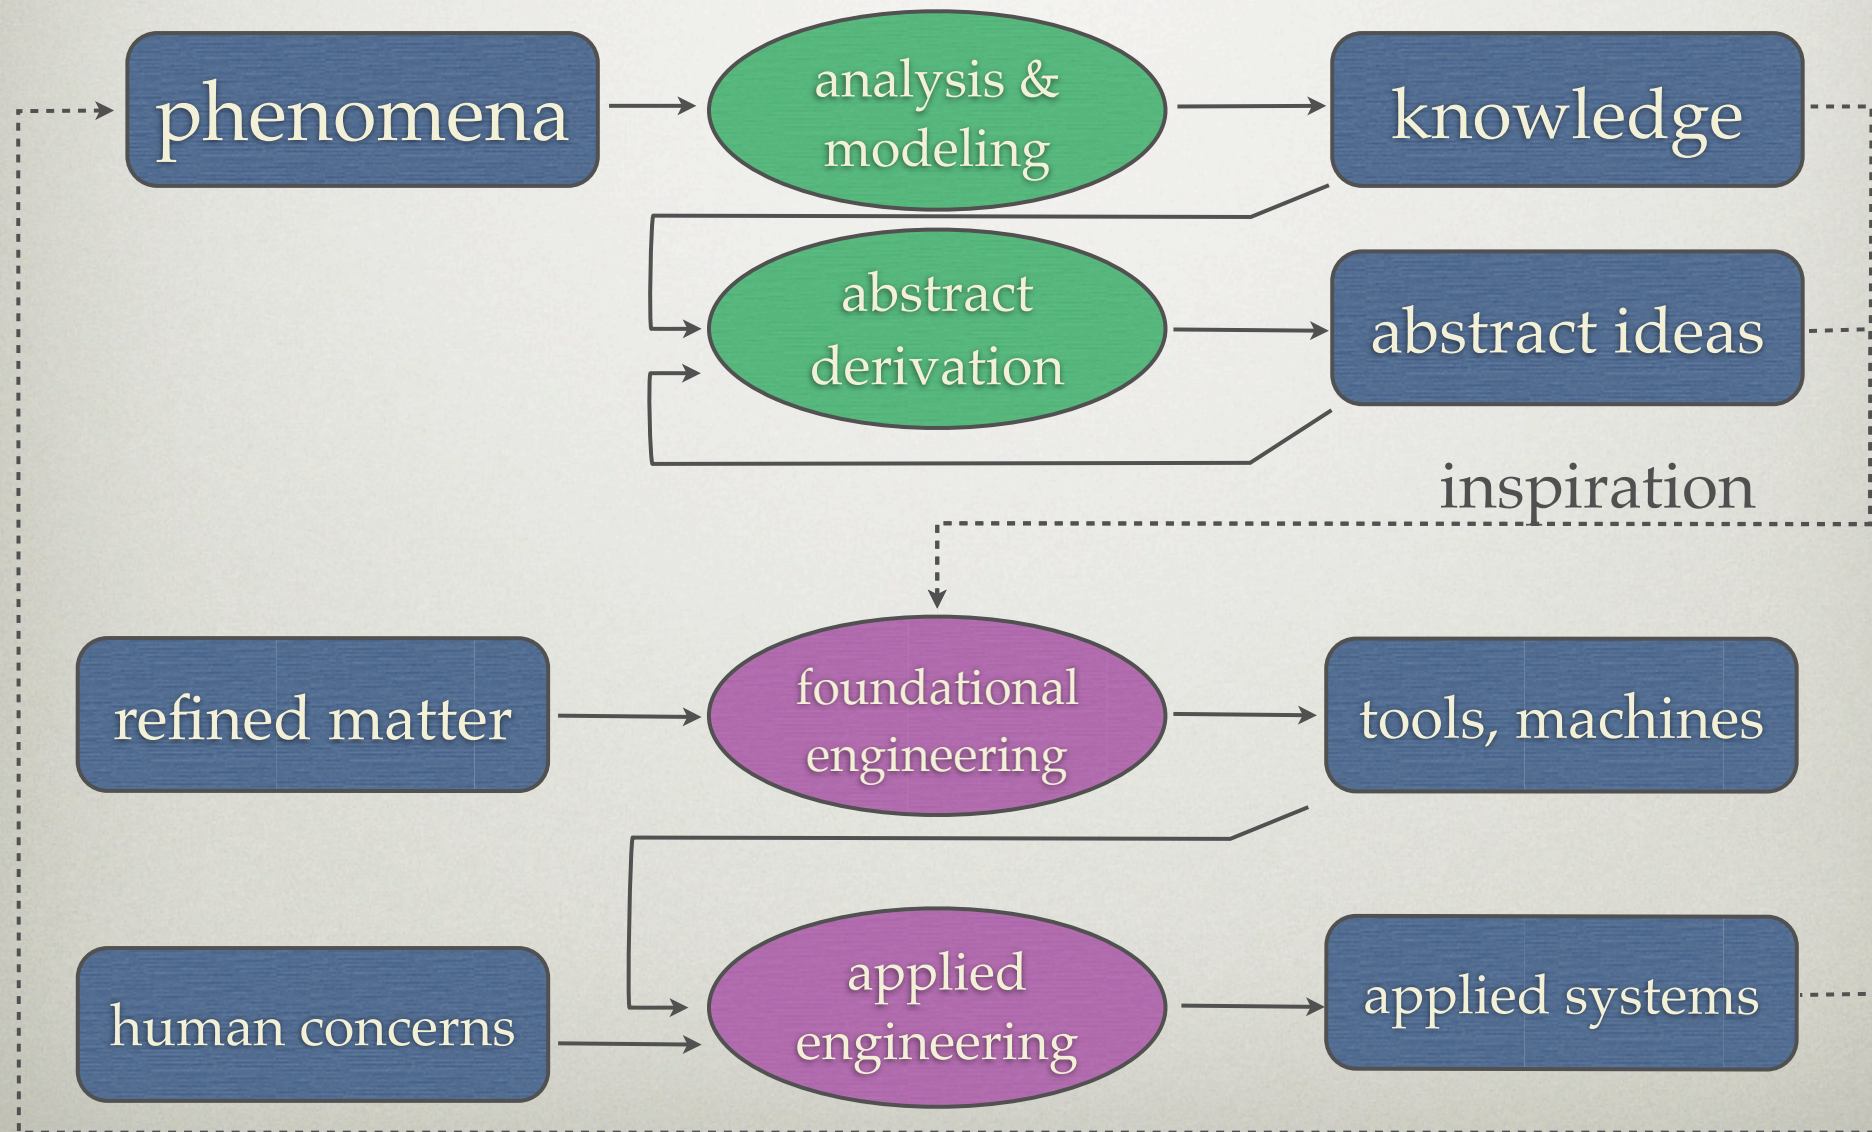 phenomena
analysis &
modeling
knowledge
abstract
derivation
abstract ideas
inspiration
refined matter
foundational
engineering
tools, machines
human concerns
applied
engineering
applied systems